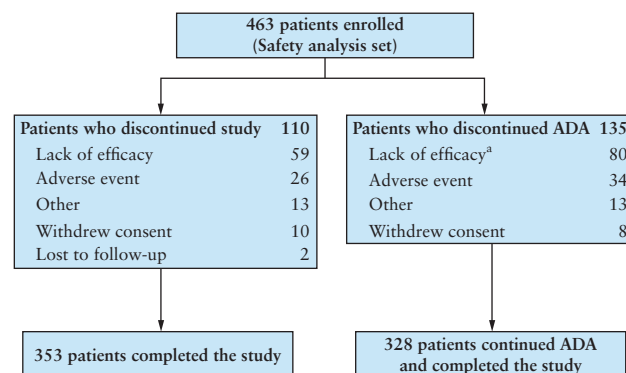 463 patients enrolled
(Safety analysis set)
Patients who discontinued study 110
Lack of efficacy 59
Adverse event 26
Other 13
Withdrew consent 10
Lost to follow-up 2
Patients who discontinued ADA 135
Lack of efficacyᵃ 80
Adverse event 34
Other 13
Withdrew consent 8
353 patients completed the study
328 patients continued ADA
and completed the study